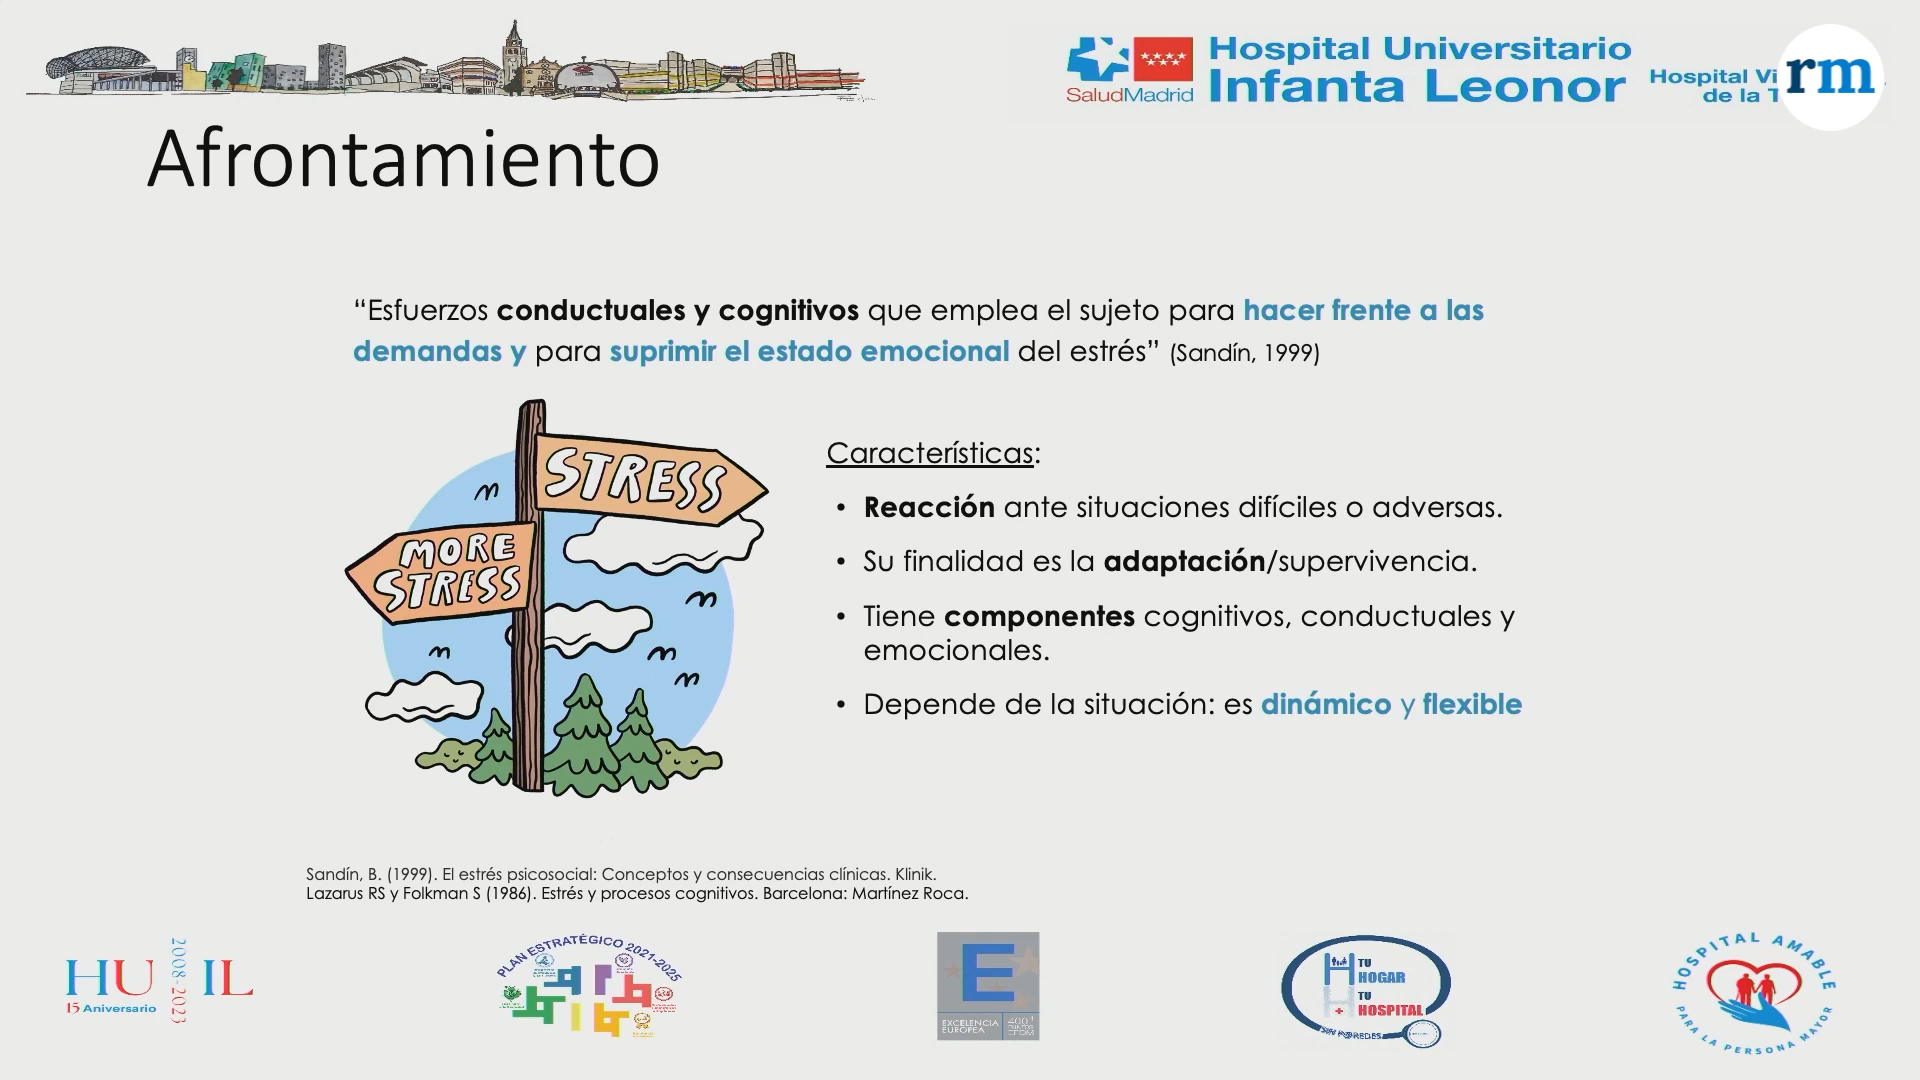 SaludMadrid
Hospital Universitario
Infanta Leonor
Hospital Vi
de la T
rm
Afrontamiento
“Esfuerzos conductuales y cognitivos que emplea el sujeto para hacer frente a las
demandas y para suprimir el estado emocional del estrés” (Sandín, 1999)
STRESS
MORE
STRESS
Características:
• Reacción ante situaciones difíciles o adversas.
• Su finalidad es la adaptación/supervivencia.
• Tiene componentes cognitivos, conductuales y
emocionales.
• Depende de la situación: es dinámico y flexible
Sandín, B. (1999). El estrés psicosocial: Conceptos y consecuencias clínicas. Klinik.
Lazarus RS y Folkman S (1986). Estrés y procesos cognitivos. Barcelona: Martínez Roca.
HU IL
2008-2023
15 Aniversario
PLAN ESTRATÉGICO 2021-2025
E
EXCELENCIA
EUROPEA
400+
PUNTOS
EFQM
H TU
HOGAR
H TU
HOSPITAL
SIN P@REDES
HOSPITAL AMABLE
PARA LA PERSONA MAYOR